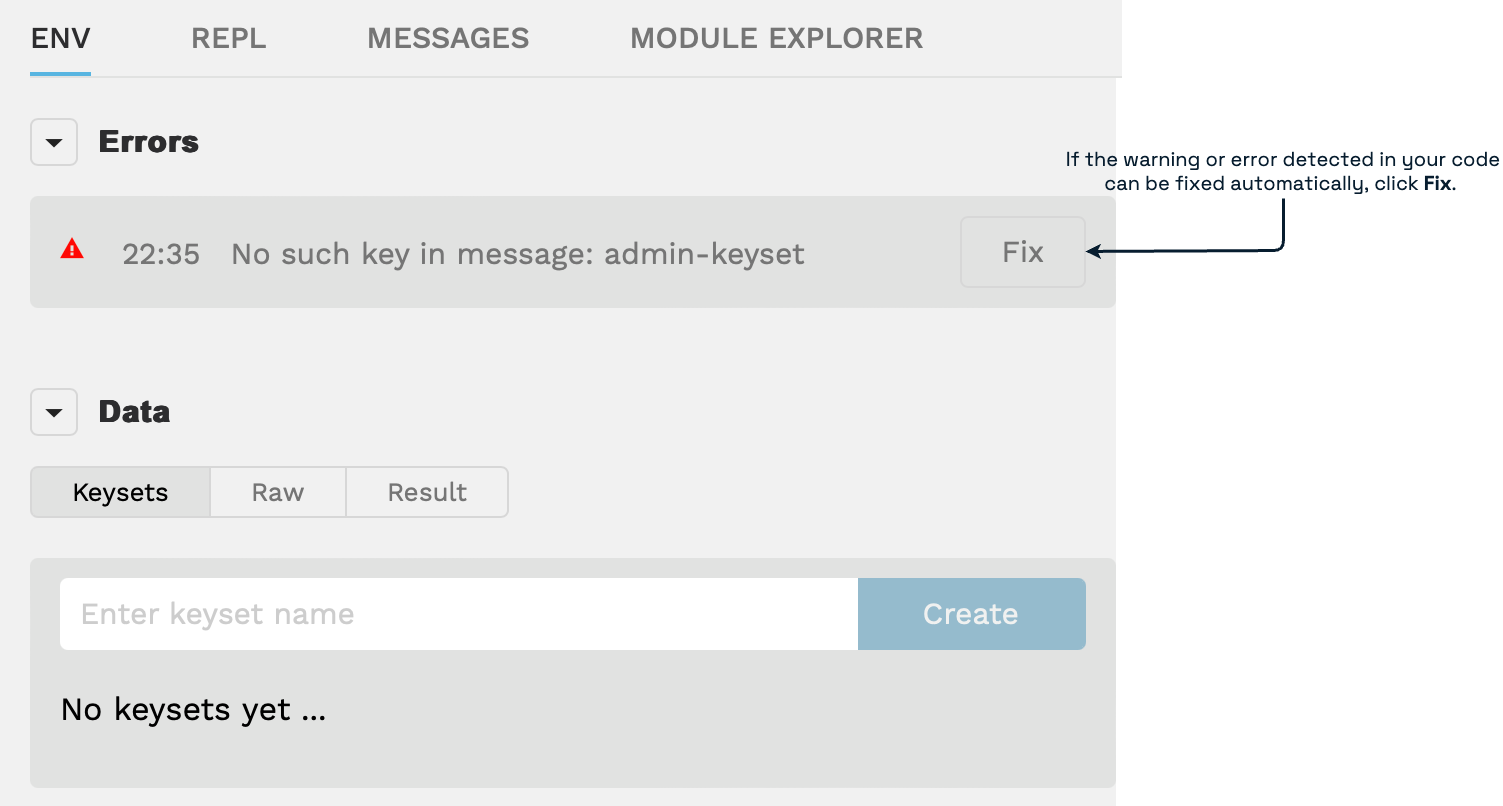 ENV REPL MESSAGES MODULE EXPLORER
Errors
If the warning or error detected in your code
can be fixed automatically, click Fix.
22:35 No such key in message: admin-keyset Fix
Data
Keysets Raw Result
Enter keyset name Create
No keysets yet ...